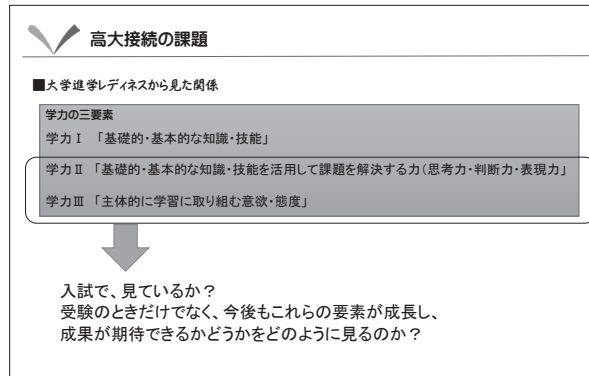 高大接続の課題
■大学進学レディネスから見た関係
学力の三要素
学力Ⅰ 「基礎的・基本的な知識・技能」
学力Ⅱ 「基礎的・基本的な知識・技能を活用して課題を解決する力(思考力・判断力・表現力」
学力Ⅲ 「主体的に学習に取り組む意欲・態度」
入試で、見ているか?
受験のときだけでなく、今後もこれらの要素が成長し、
成果が期待できるかどうかをどのように見るのか?